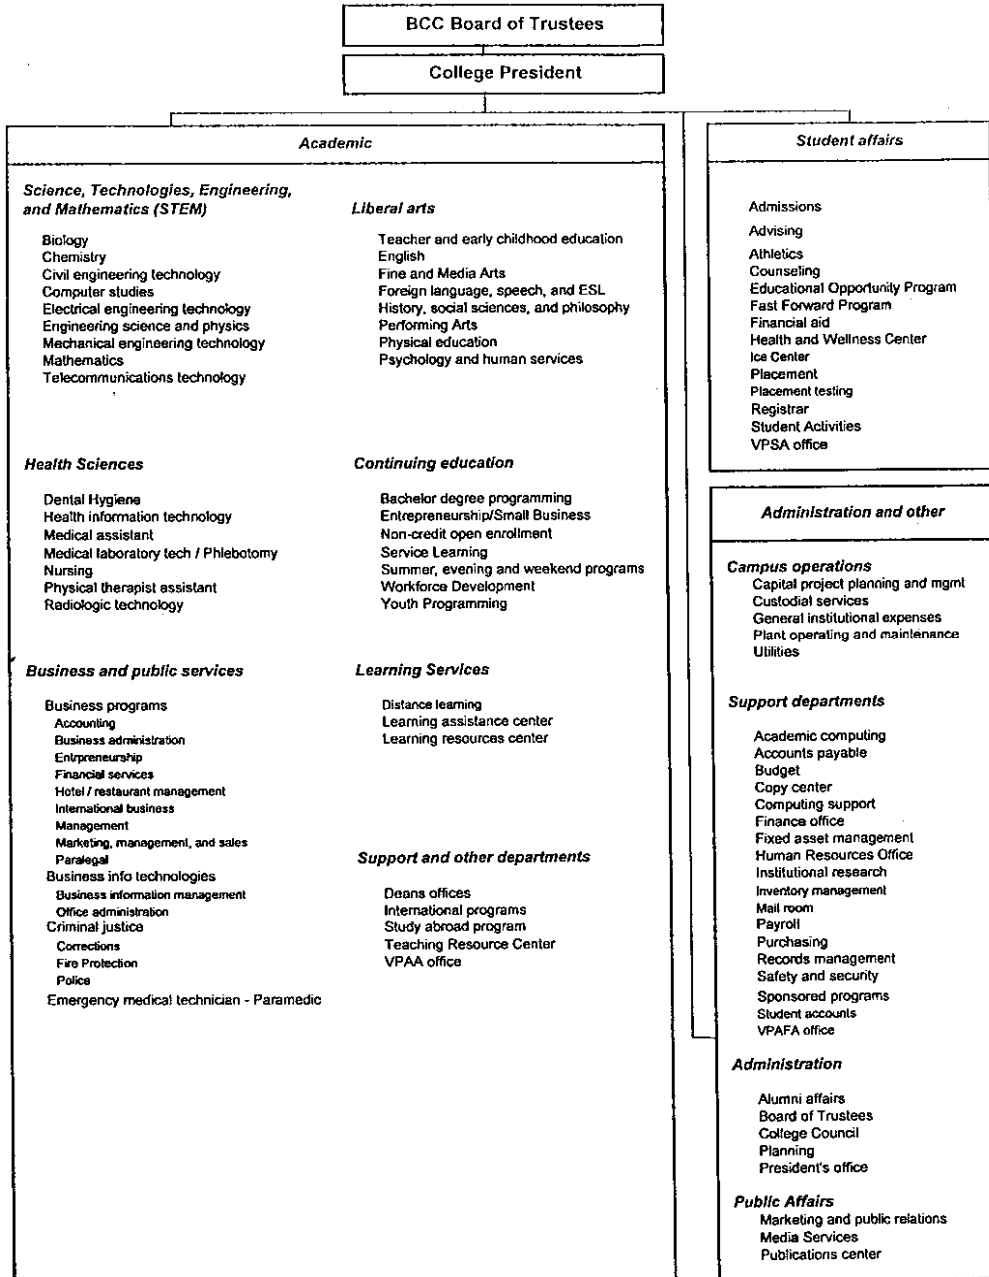 BCC Board of Trustees
College President
Academic
Science, Technologies, Engineering,
and Mathematics (STEM)
Biology
Chemistry
Civil engineering technology
Computer studies
Electrical engineering technology
Engineering science and physics
Mechanical engineering technology
Mathematics
Telecommunications technology
Liberal arts
Teacher and early childhood education
English
Fine and Media Arts
Foreign language, speech, and ESL
History, social sciences, and philosophy
Performing Arts
Physical education
Psychology and human services
Health Sciences
Dental Hygiene
Health information technology
Medical assistant
Medical laboratory tech / Phlebotomy
Nursing
Physical therapist assistant
Radiologic technology
Continuing education
Bachelor degree programming
Entrepreneurship/Small Business
Non-credit open enrollment
Service Learning
Summer, evening and weekend programs
Workforce Development
Youth Programming
Business and public services
Business programs
Accounting
Business administration
Entrpreneurship
Financial services
Hotel / restaurant management
International business
Management
Marketing, management, and sales
Paralegal
Business info technologies
Business information management
Office administration
Criminal justice
Corrections
Fire Protection
Police
Emergency medical technician - Paramedic
Learning Services
Distance learning
Learning assistance center
Learning resources center
Support and other departments
Deans offices
International programs
Study abroad program
Teaching Resource Center
VPAA office
Student affairs
Admissions
Advising
Athletics
Counseling
Educational Opportunity Program
Fast Forward Program
Financial aid
Health and Wellness Center
Ice Center
Placement
Placement testing
Registrar
Student Activities
VPSA office
Administration and other
Campus operations
Capital project planning and mgmt
Custodial services
General institutional expenses
Plant operating and maintenance
Utilities
Support departments
Academic computing
Accounts payable
Budget
Copy center
Computing support
Finance office
Fixed asset management
Human Resources Office
Institutional research
Inventory management
Mail room
Payroll
Purchasing
Records management
Safety and security
Sponsored programs
Student accounts
VPAFA office
Administration
Alumni affairs
Board of Trustees
College Council
Planning
President's office
Public Affairs
Marketing and public relations
Media Services
Publications center